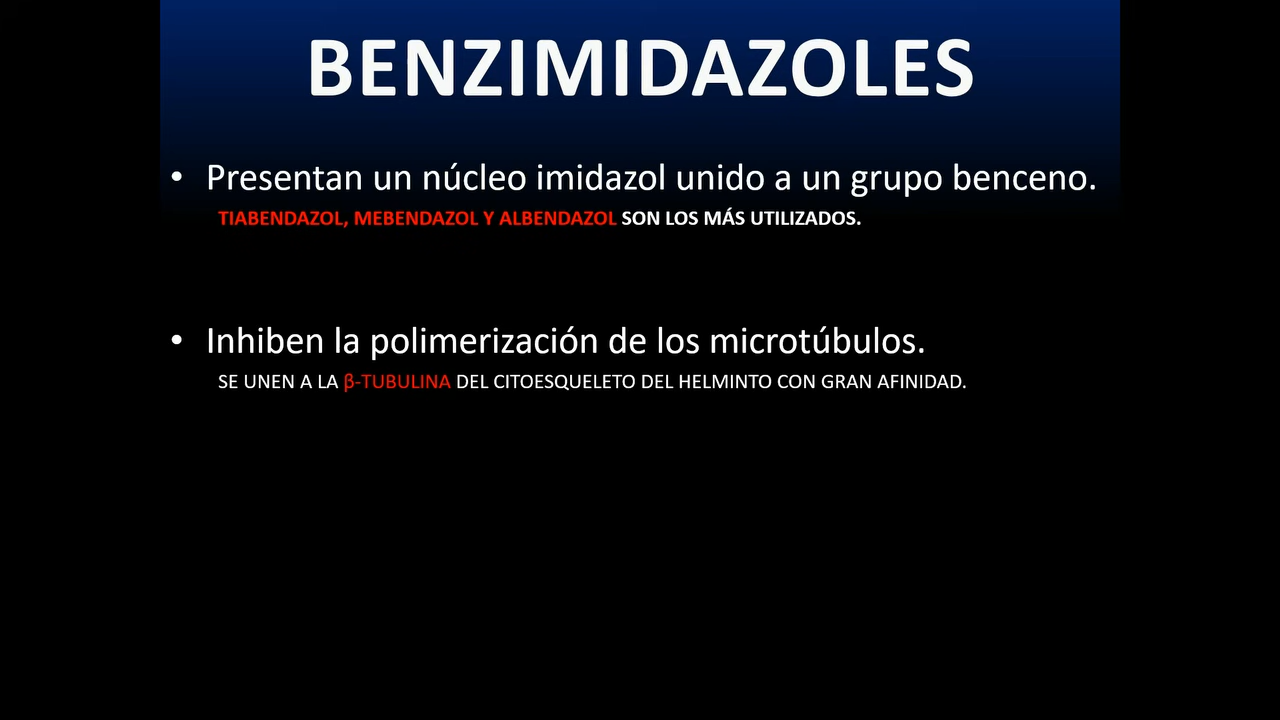 BENZIMIDAZOLES
• Presentan un núcleo imidazol unido a un grupo benceno.
TIABENDAZOL, MEBENDAZOL Y ALBENDAZOL SON LOS MÁS UTILIZADOS.
• Inhiben la polimerización de los microtúbulos.
SE UNEN A LA β-TUBULINA DEL CITOESQUELETO DEL HELMINTO CON GRAN AFINIDAD.